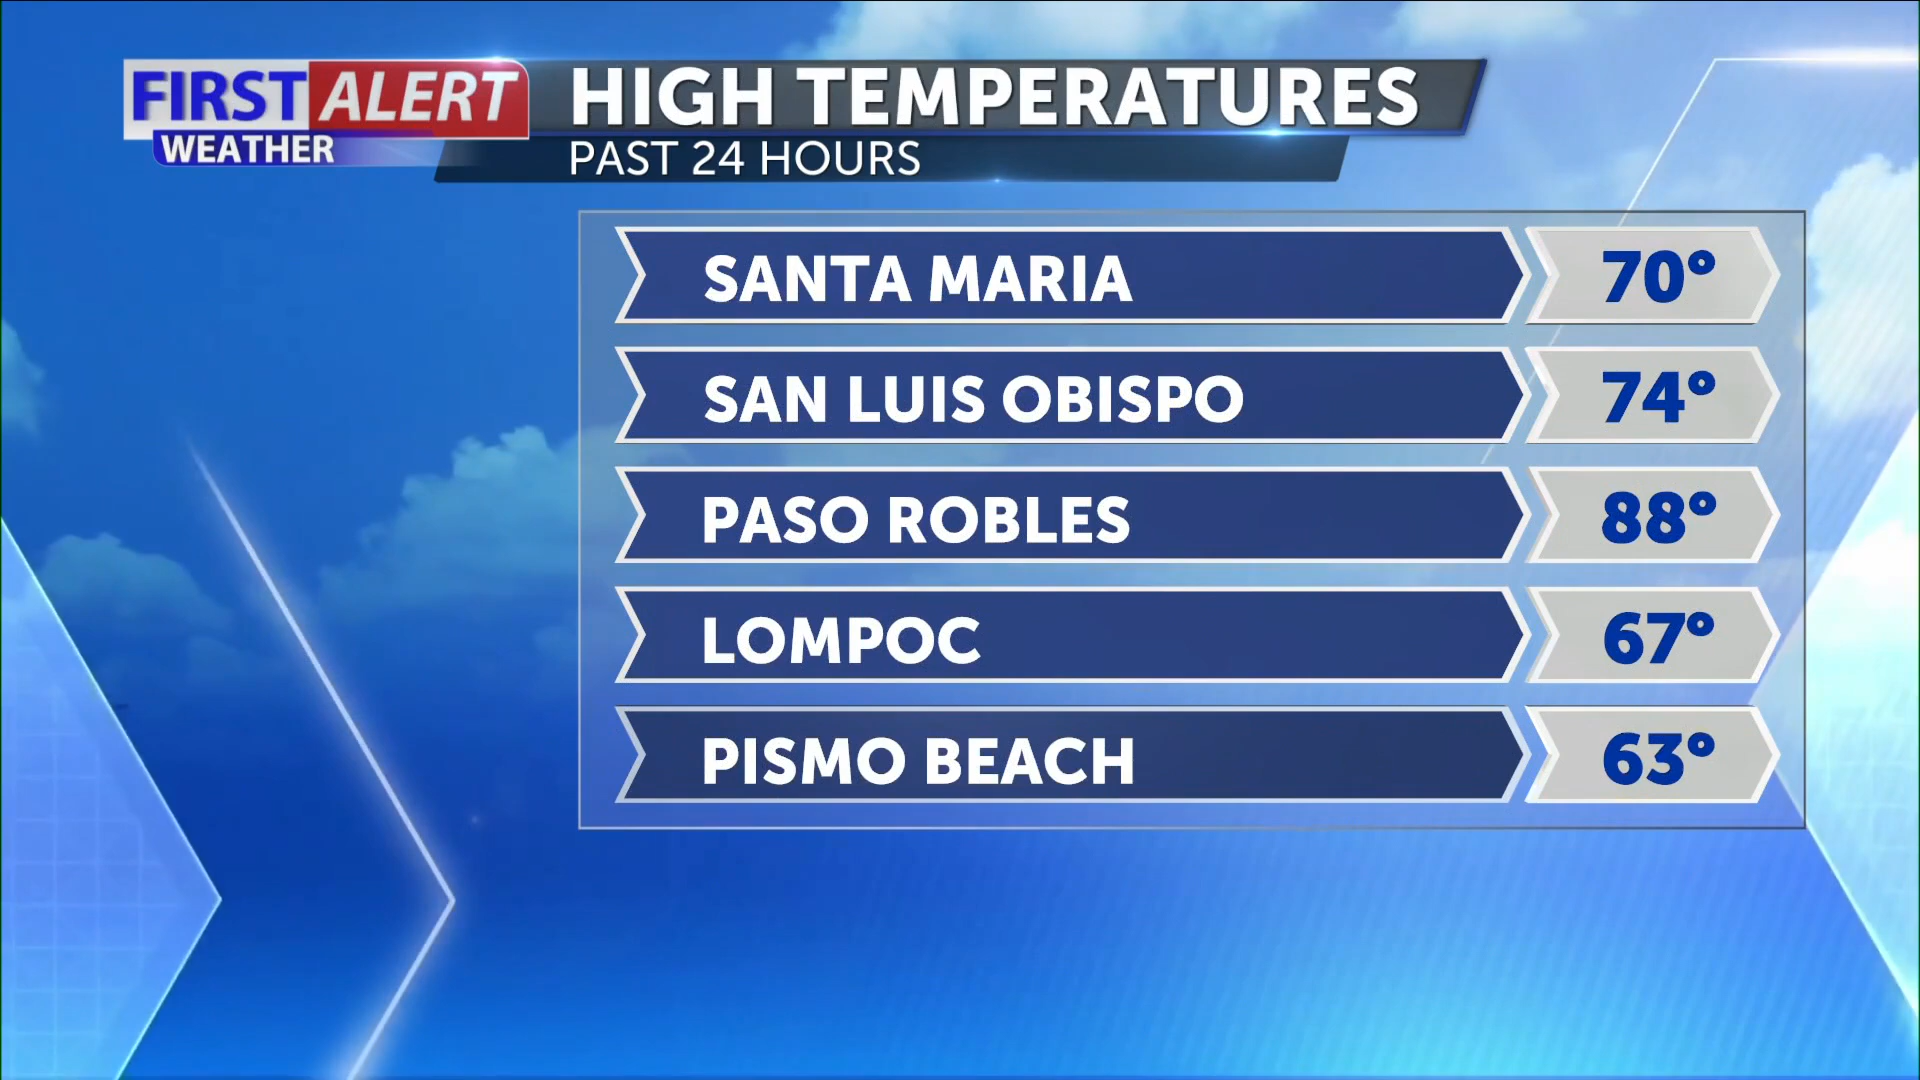 FIRST ALERT
WEATHER
HIGH TEMPERATURES
PAST 24 HOURS
SANTA MARIA 70°
SAN LUIS OBISPO 74°
PASO ROBLES 88°
LOMPOC 67°
PISMO BEACH 63°